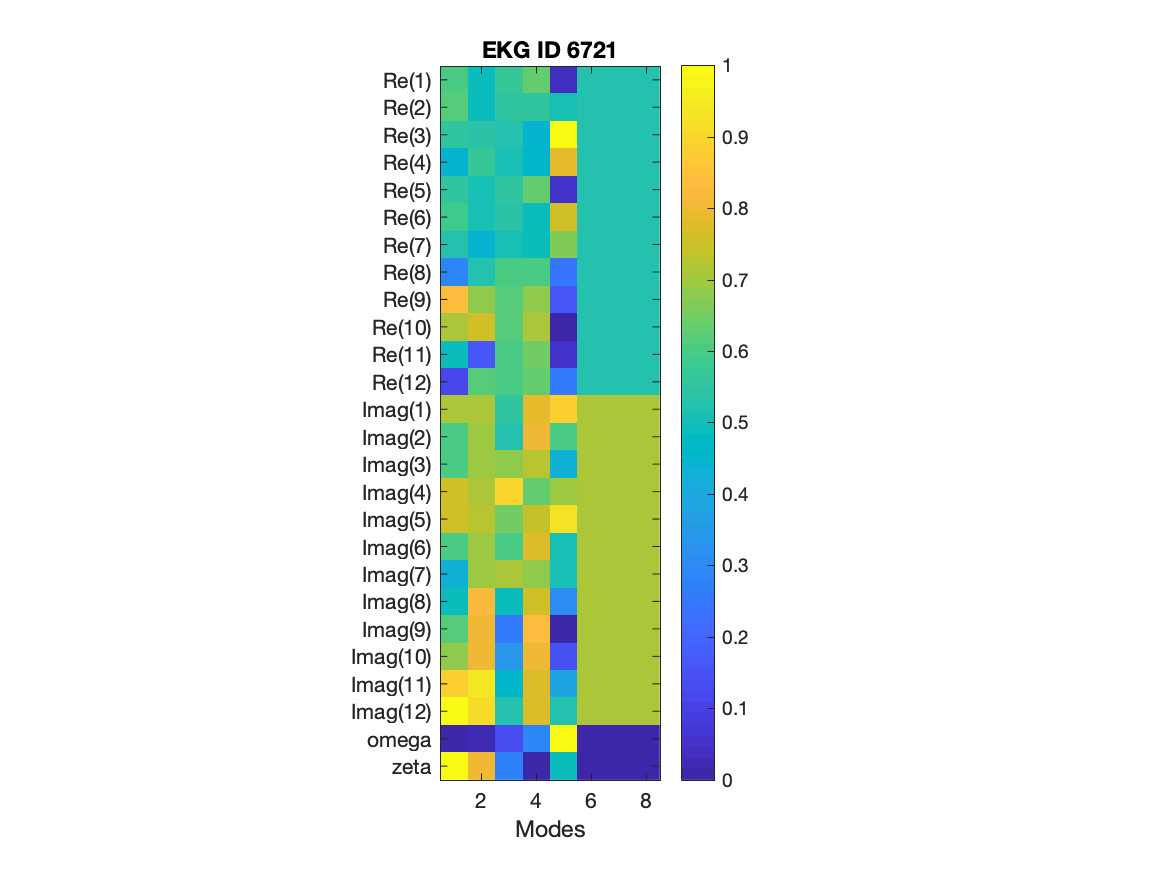 EKG ID 6721
Re(1)
Re(2)
Re(3)
Re(4)
Re(5)
Re(6)
Re(7)
Re(8)
Re(9)
Re(10)
Re(11)
Re(12)
Imag(1)
Imag(2)
Imag(3)
Imag(4)
Imag(5)
Imag(6)
Imag(7)
Imag(8)
Imag(9)
Imag(10)
Imag(11)
Imag(12)
omega
zeta
2 4 6 8
Modes
1
0.9
0.8
0.7
0.6
0.5
0.4
0.3
0.2
0.1
0